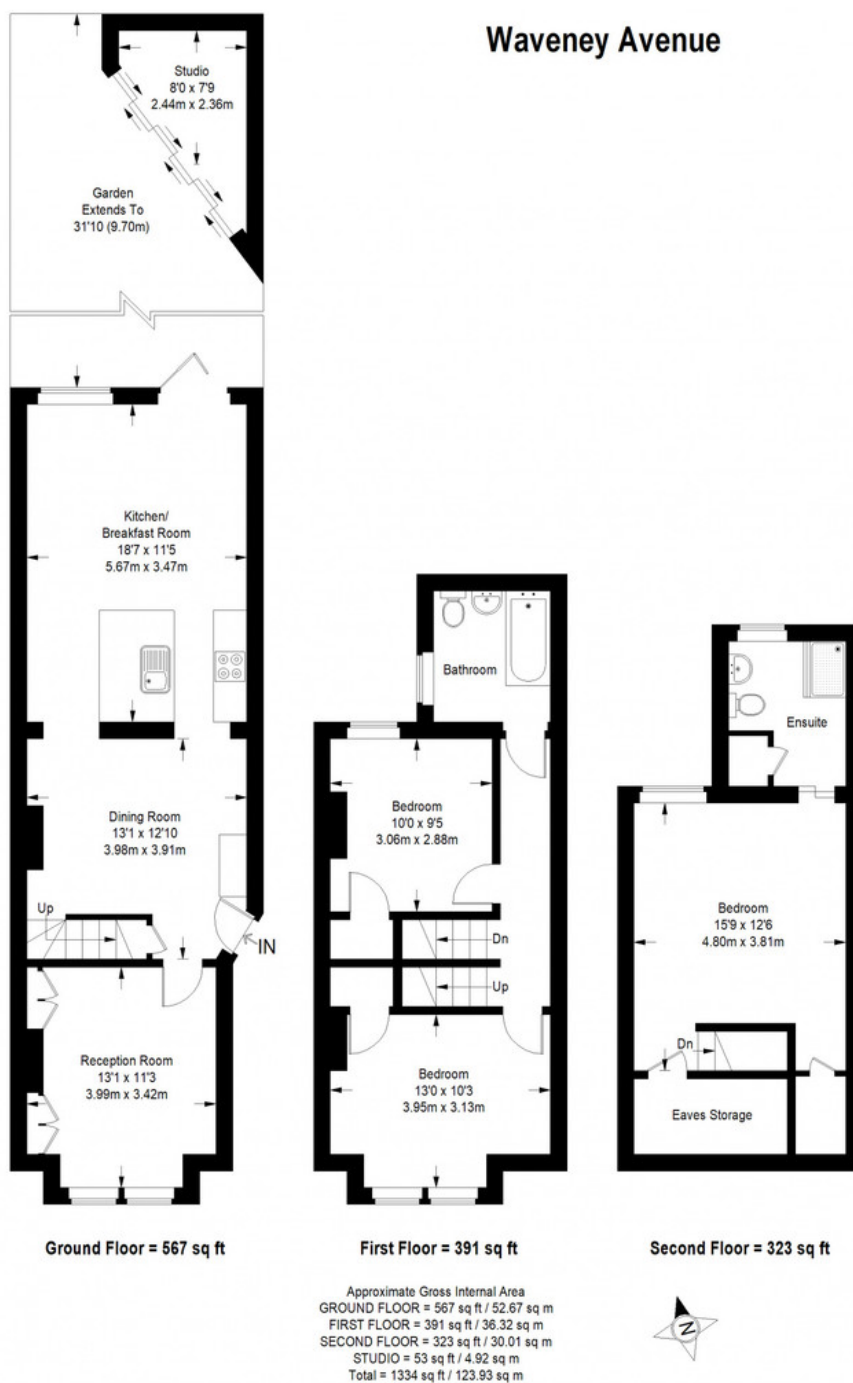 Waveney Avenue
Studio
8'0 x 7'9
2.44m x 2.36m
Garden
Extends To
31'10 (9.70m)
Kitchen/
Breakfast Room
18'7 x 11'5
5.67m x 3.47m
Dining Room
13'1 x 12'10
3.98m x 3.91m
Up
IN
Reception Room
13'1 x 11'3
3.99m x 3.42m
Ground Floor = 567 sq ft
Bathroom
Bedroom
10'0 x 9'5
3.06m x 2.88m
Dn
Up
Bedroom
13'0 x 10'3
3.95m x 3.13m
First Floor = 391 sq ft
Ensuite
Bedroom
15'9 x 12'6
4.80m x 3.81m
Dn
Eaves Storage
Second Floor = 323 sq ft
Approximate Gross Internal Area
GROUND FLOOR = 567 sq ft / 52.67 sq m
FIRST FLOOR = 391 sq ft / 36.32 sq m
SECOND FLOOR = 323 sq ft / 30.01 sq m
STUDIO = 53 sq ft / 4.92 sq m
Total = 1334 sq ft / 123.93 sq m
N